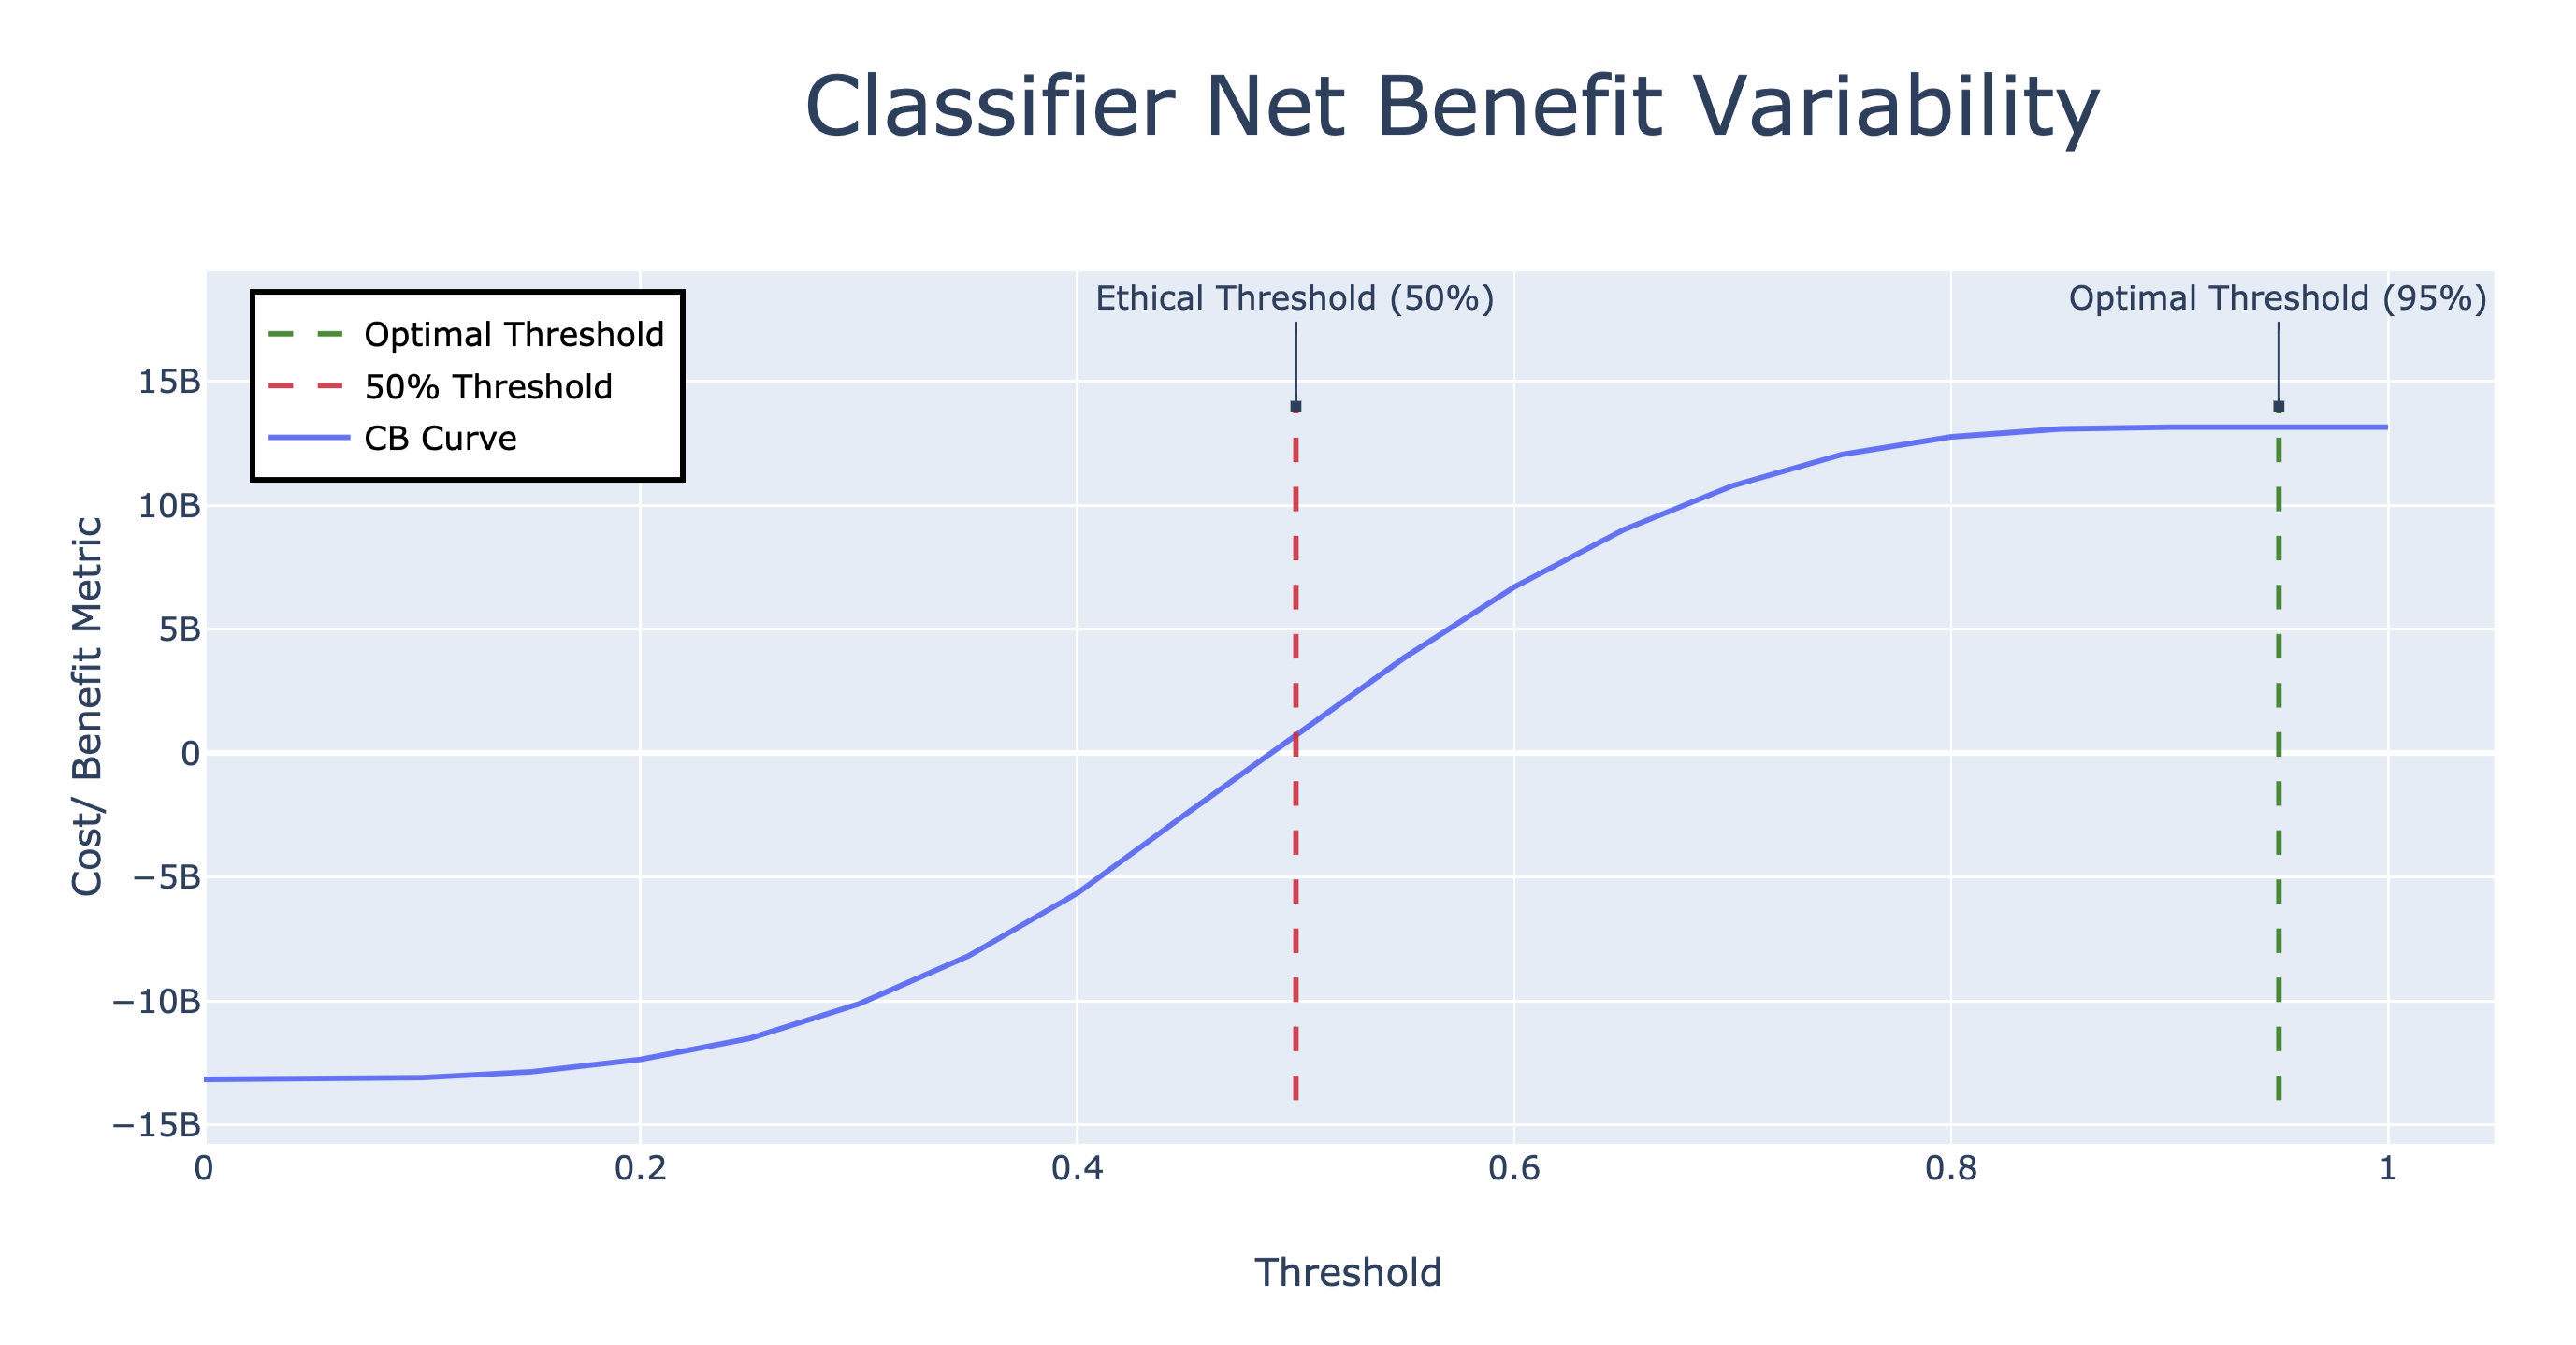 Classifier Net Benefit Variability
Optimal Threshold
50% Threshold
CB Curve
Ethical Threshold (50%)
Optimal Threshold (95%)
Cost/ Benefit Metric
15B
10B
5B
0
−5B
−10B
−15B
0
0.2
0.4
0.6
0.8
1
Threshold